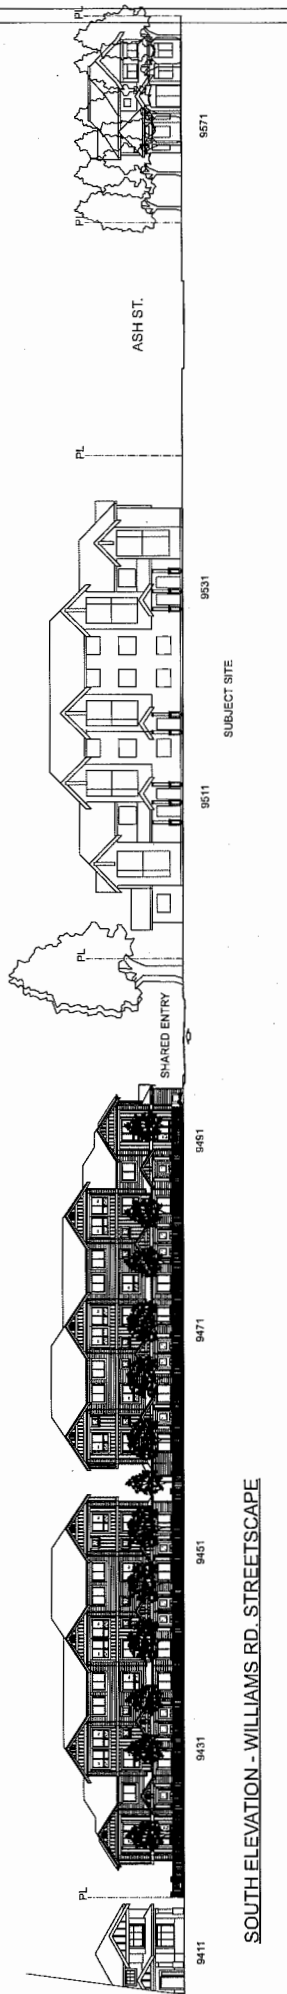 PL
PL
PL
PL
PL
ASH ST.
SHARED ENTRY
9411
9431
9451
9471
9491
9511
9531
9571
SUBJECT SITE
SOUTH ELEVATION - WILLIAMS RD. STREETSCAPE